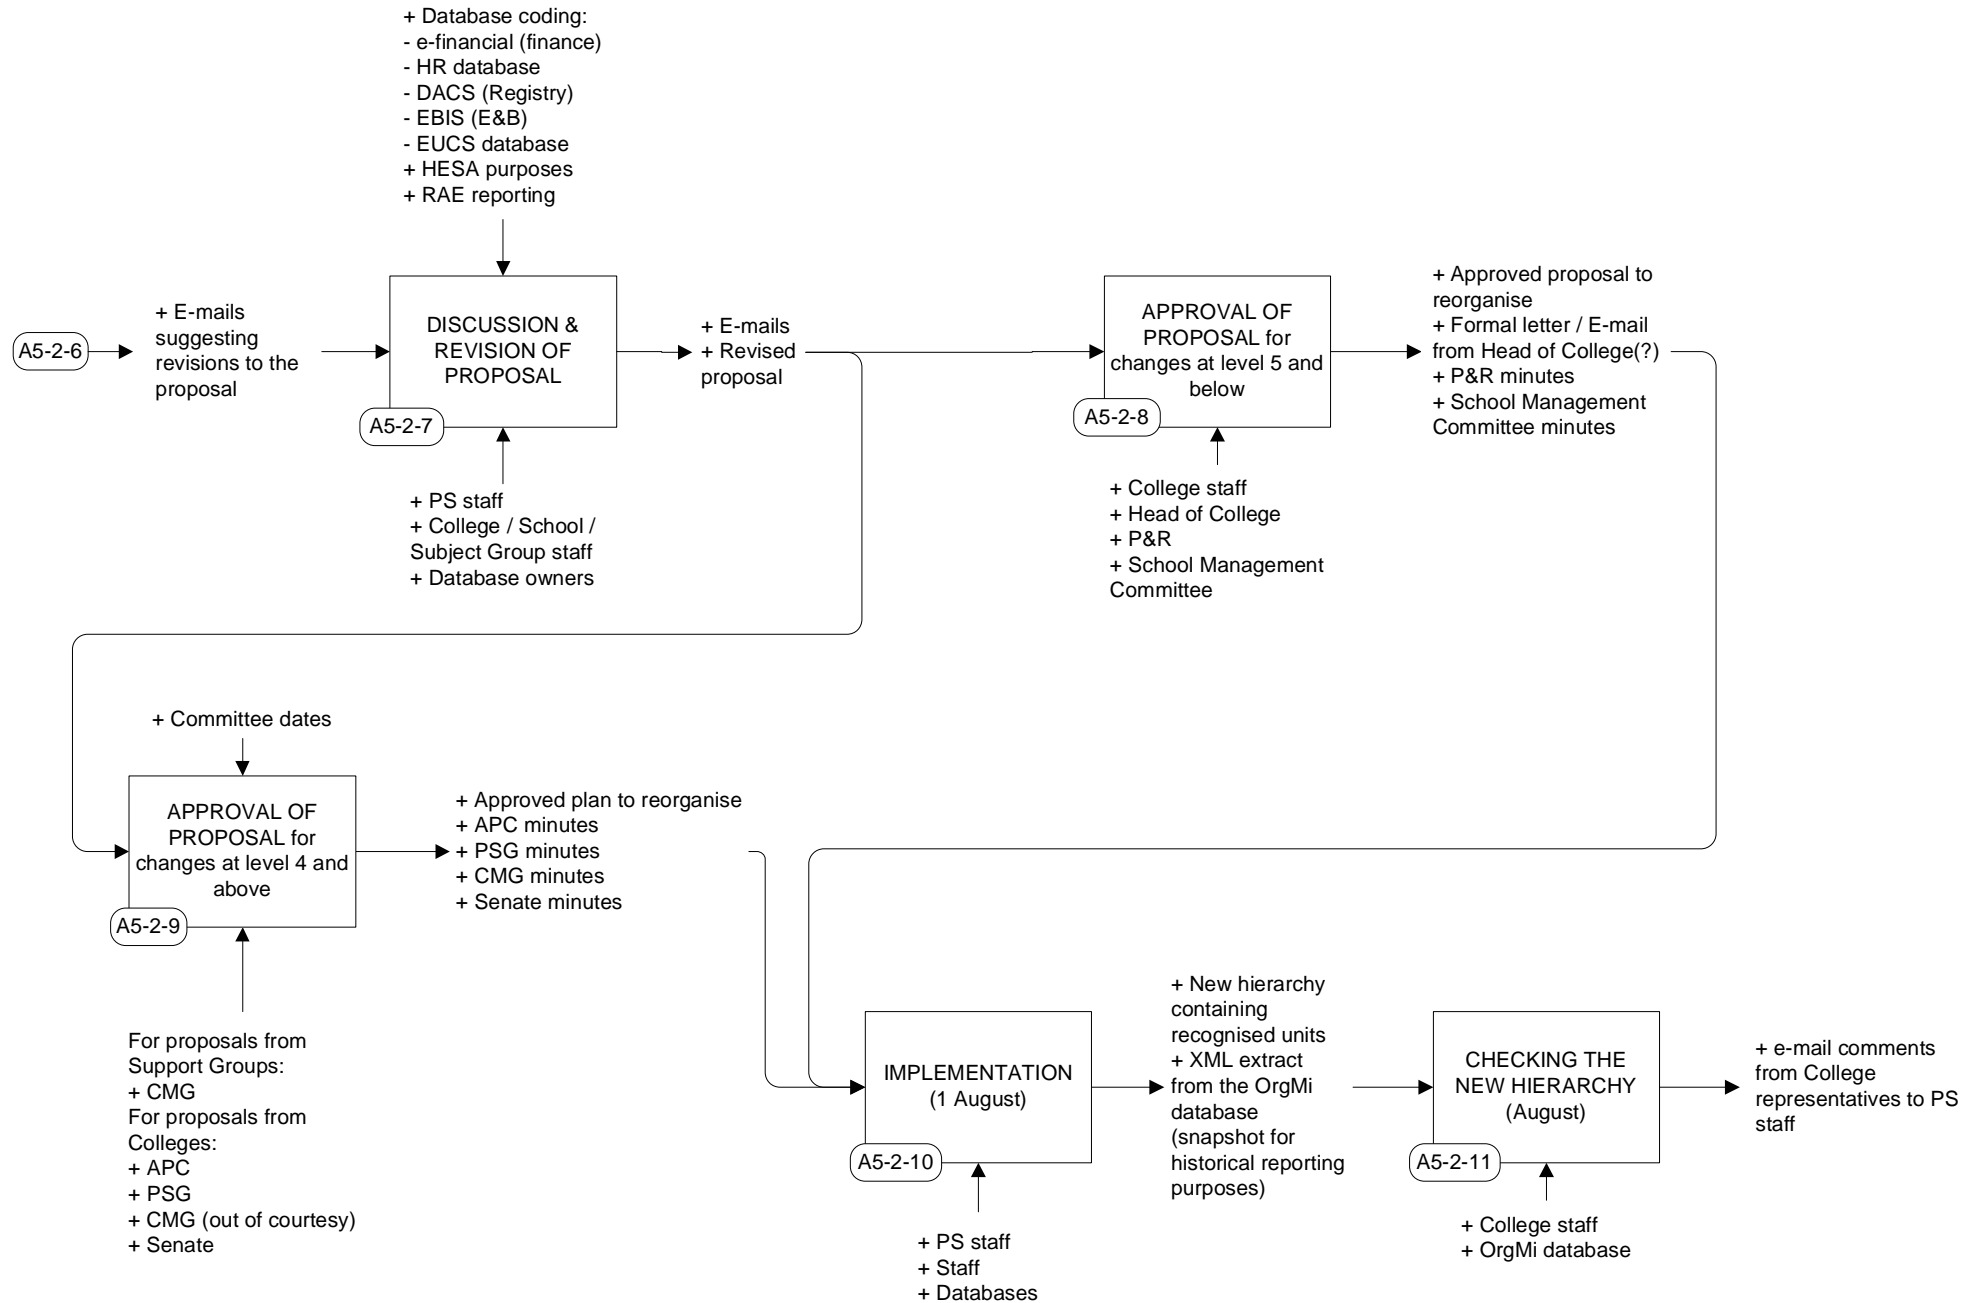 + Database coding:
- e-financial (finance)
- HR database
- DACS (Registry)
- EBIS (E&B)
- EUCS database
+ HESA purposes
+ RAE reporting
A5-2-6
+ E-mails
suggesting
revisions to the
proposal
DISCUSSION &
REVISION OF
PROPOSAL
A5-2-7
+ PS staff
+ College / School /
Subject Group staff
+ Database owners
+ E-mails
+ Revised
proposal
APPROVAL OF
PROPOSAL for
changes at level 5 and
below
A5-2-8
+ College staff
+ Head of College
+ P&R
+ School Management
Committee
+ Approved proposal to
reorganise
+ Formal letter / E-mail
from Head of College(?)
+ P&R minutes
+ School Management
Committee minutes
+ Committee dates
APPROVAL OF
PROPOSAL for
changes at level 4 and
above
A5-2-9
For proposals from
Support Groups:
+ CMG
For proposals from
Colleges:
+ APC
+ PSG
+ CMG (out of courtesy)
+ Senate
+ Approved plan to reorganise
+ APC minutes
+ PSG minutes
+ CMG minutes
+ Senate minutes
IMPLEMENTATION
(1 August)
A5-2-10
+ PS staff
+ Staff
+ Databases
+ New hierarchy
containing
recognised units
+ XML extract
from the OrgMi
database
(snapshot for
historical reporting
purposes)
CHECKING THE
NEW HIERARCHY
(August)
A5-2-11
+ College staff
+ OrgMi database
+ e-mail comments
from College
representatives to PS
staff